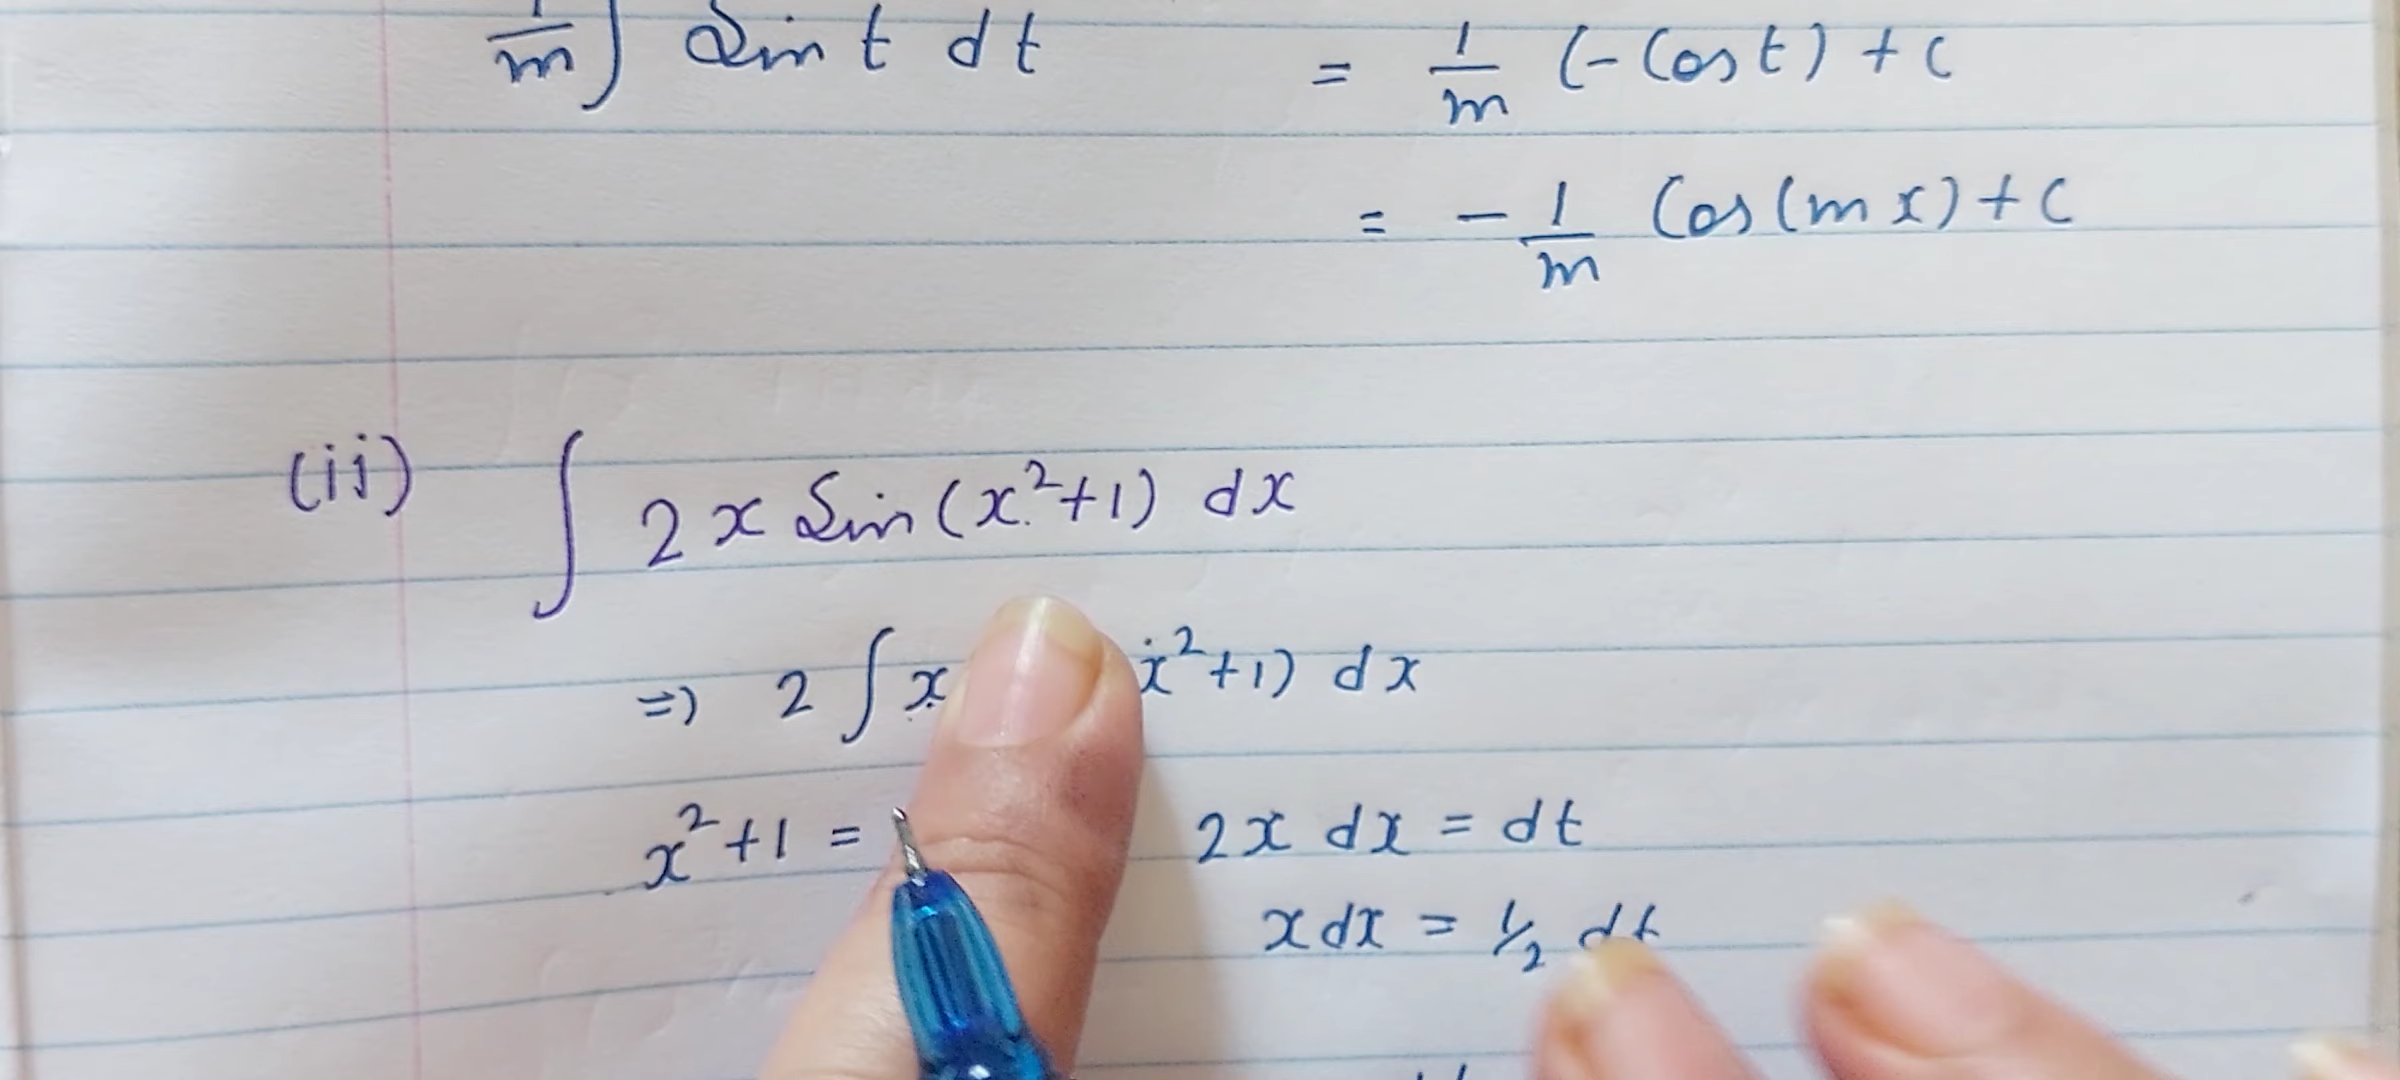 1/m ∫ Sin t dt = 1/m (-Cos t) + C
= - 1/m Cos(mx) + C
(ii) ∫ 2x Sin(x²+1) dx
=) 2 ∫ x x²+1) dx
x²+1 = 2x dx = dt
x dx = 1/2 dt